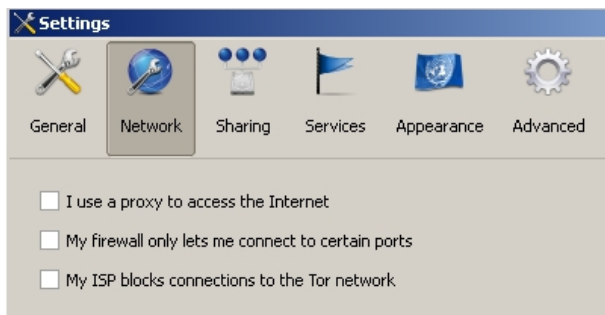 Settings
General Network Sharing Services Appearance Advanced
I use a proxy to access the Internet
My firewall only lets me connect to certain ports
My ISP blocks connections to the Tor network